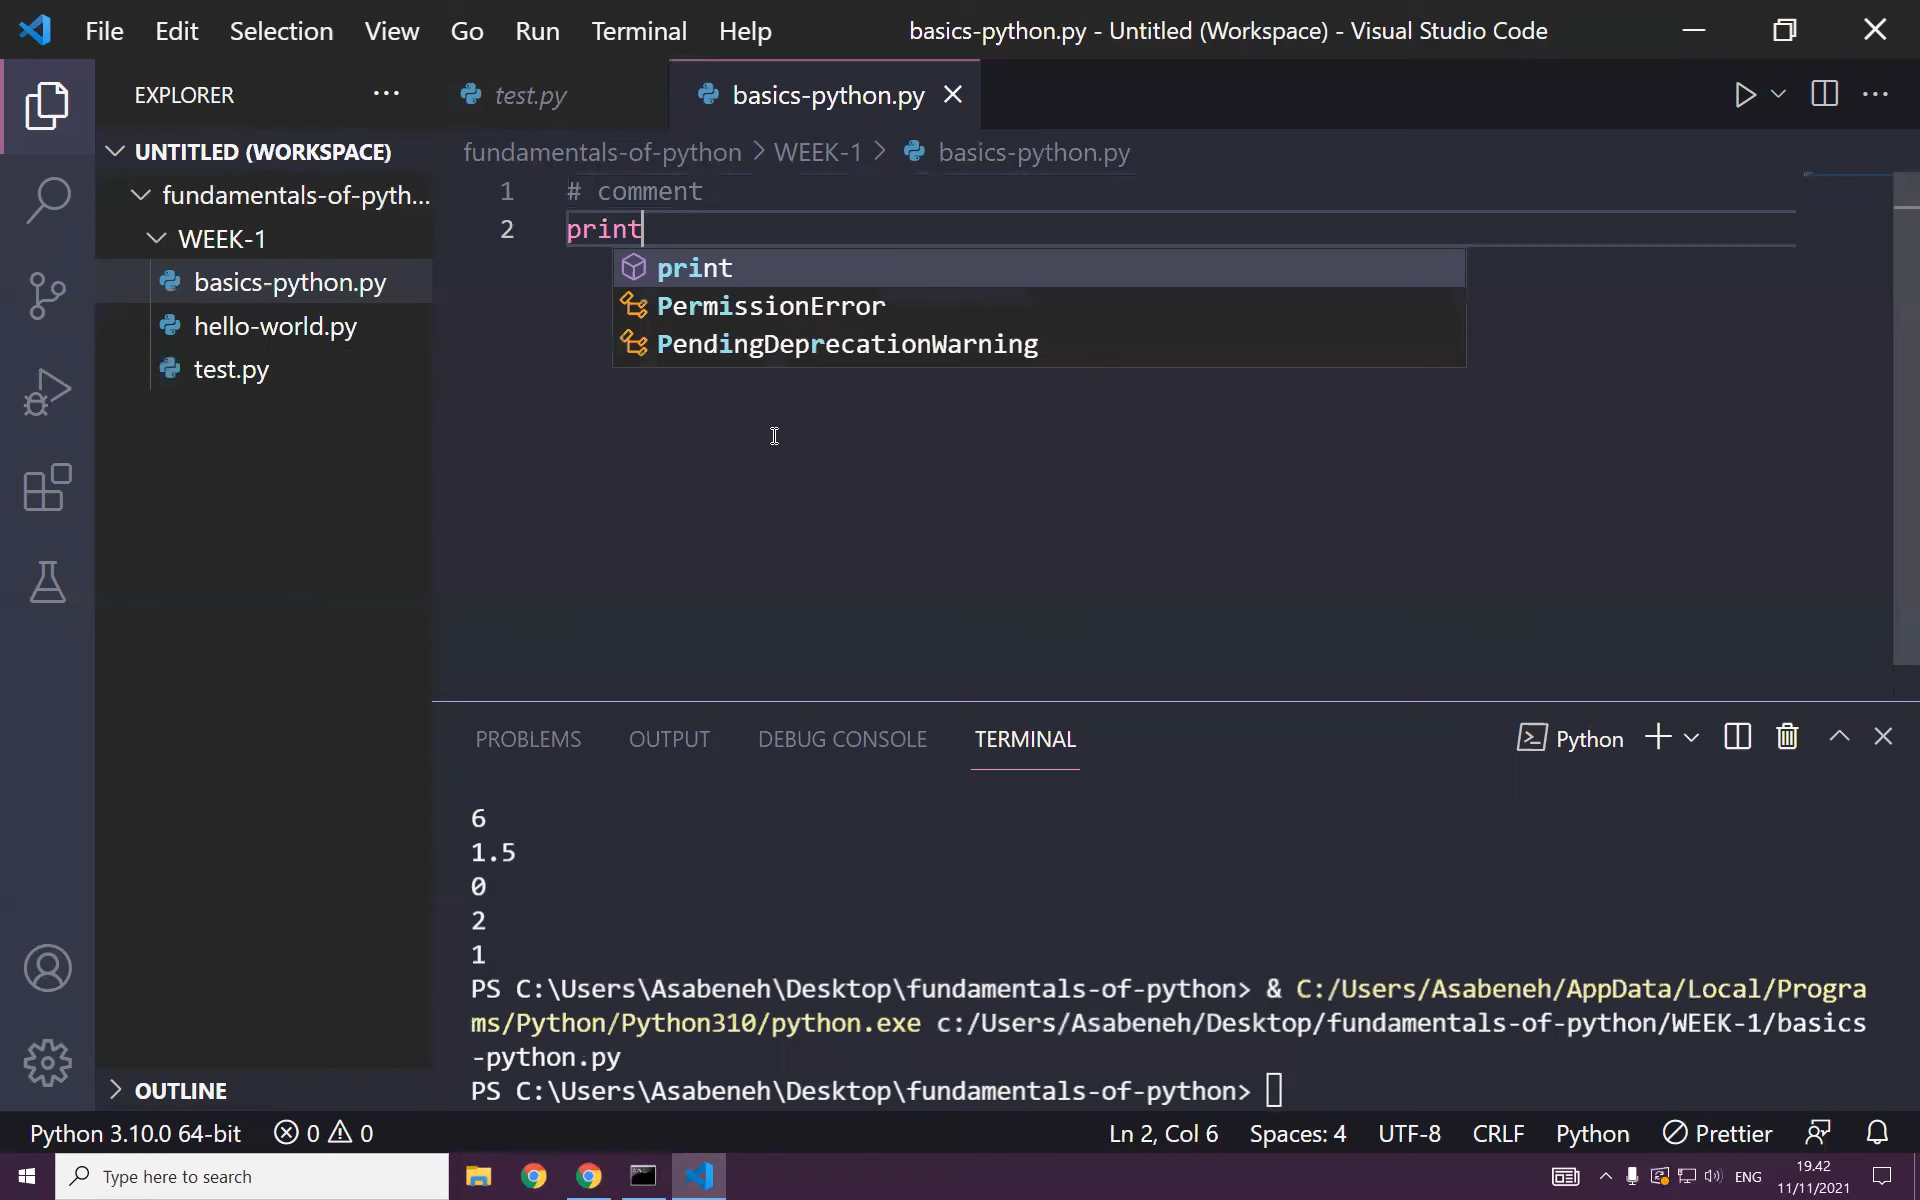 File Edit Selection View Go Run Terminal Help
basics-python.py - Untitled (Workspace) - Visual Studio Code
EXPLORER
test.py
basics-python.py
UNTITLED (WORKSPACE)
fundamentals-of-pyth...
WEEK-1
basics-python.py
hello-world.py
test.py
OUTLINE
fundamentals-of-python > WEEK-1 > basics-python.py
1 # comment
2 print
print
PermissionError
PendingDeprecationWarning
PROBLEMS OUTPUT DEBUG CONSOLE TERMINAL
Python
6
1.5
0
2
1
PS C:\Users\Asabeneh\Desktop\fundamentals-of-python> & C:/Users/Asabeneh/AppData/Local/Progra
ms/Python/Python310/python.exe c:/Users/Asabeneh/Desktop/fundamentals-of-python/WEEK-1/basics
-python.py
PS C:\Users\Asabeneh\Desktop\fundamentals-of-python>
Python 3.10.0 64-bit 0 0
Ln 2, Col 6 Spaces: 4 UTF-8 CRLF Python Prettier
Type here to search
ENG
19.42
11/11/2021